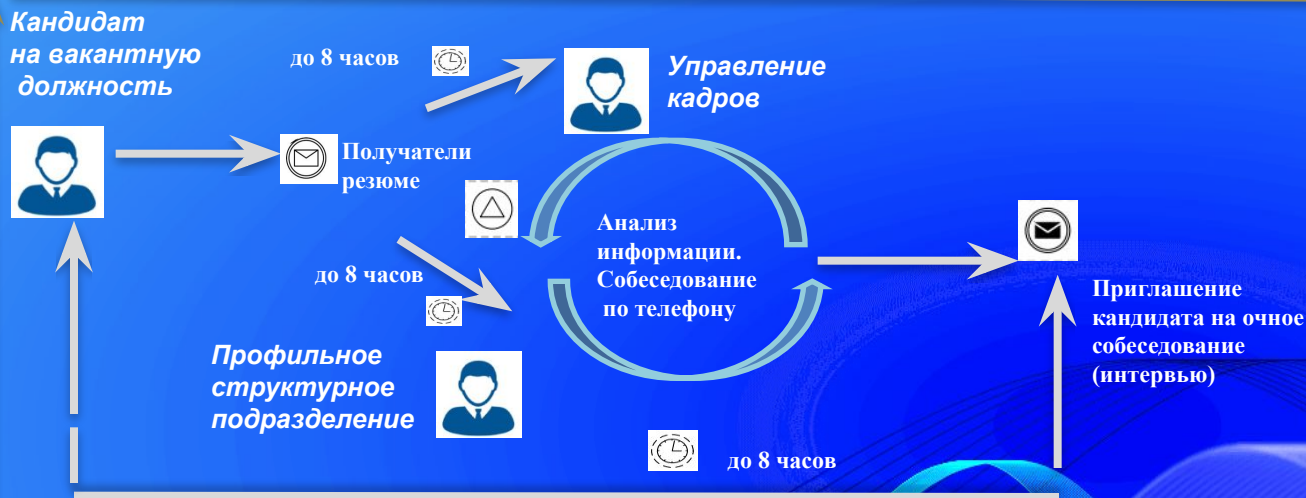 Кандидат
на вакантную
должность
до 8 часов
Управление
кадров
Получатели
резюме
Анализ
информации.
Собеседование
по телефону
до 8 часов
Приглашение
кандидата на очное
собеседование
(интервью)
Профильное
структурное
подразделение
до 8 часов